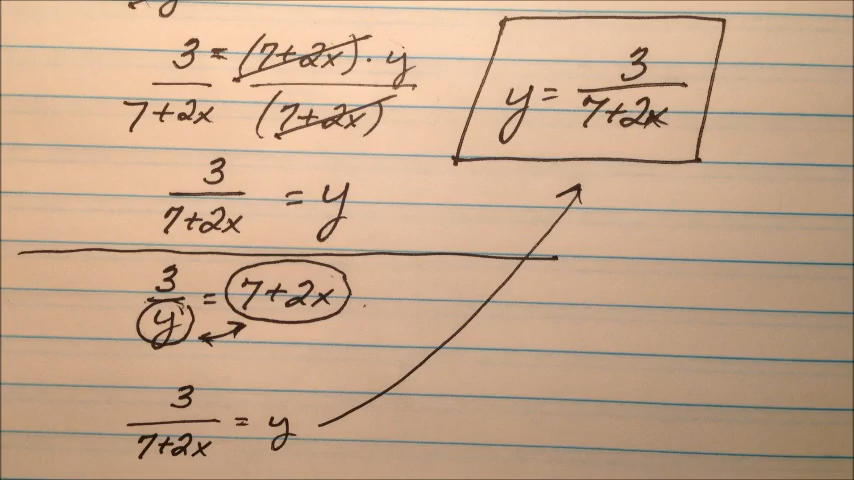 3/(7+2x) = (7+2x) · y/(7+2x)
y = 3/(7+2x)
3/(7+2x) = y
3/y = 7+2x
3/(7+2x) = y